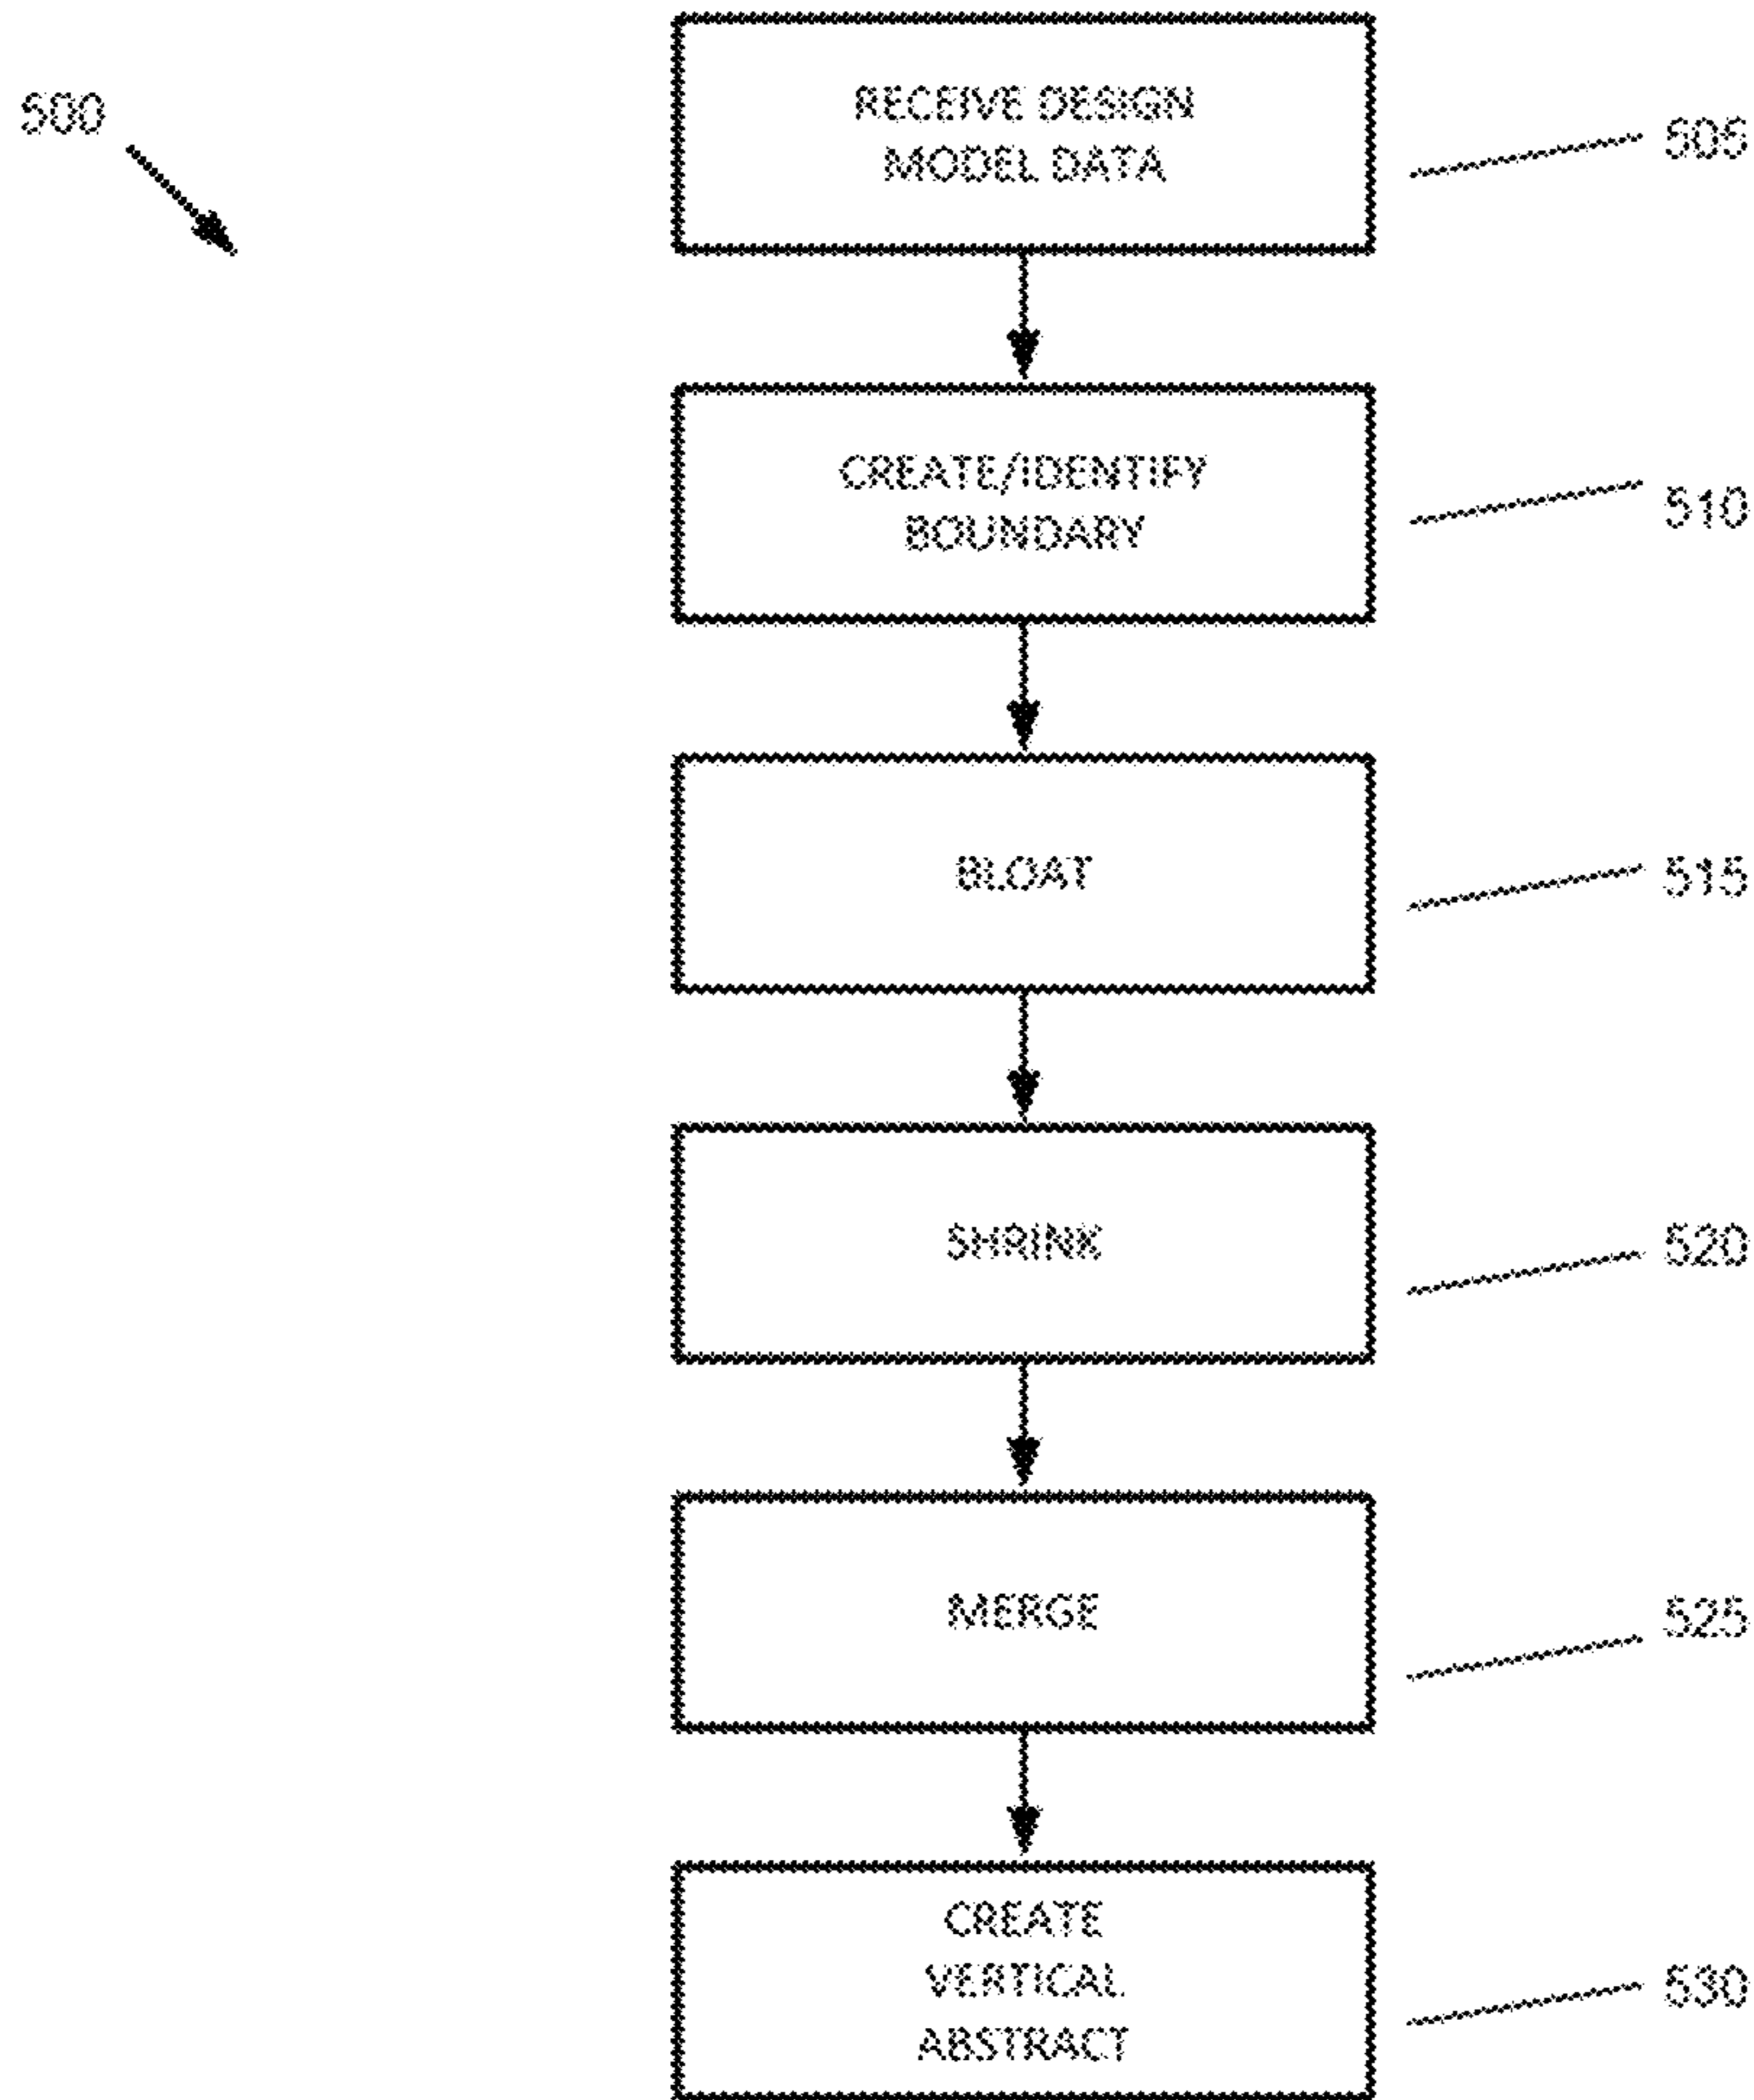 500
RECEIVE DESIGN
MODEL DATA
505
CREATE/IDENTIFY
BOUNDARY
510
BLOAT
515
SHRINK
520
MERGE
525
CREATE
VERTICAL
ABSTRACT
530